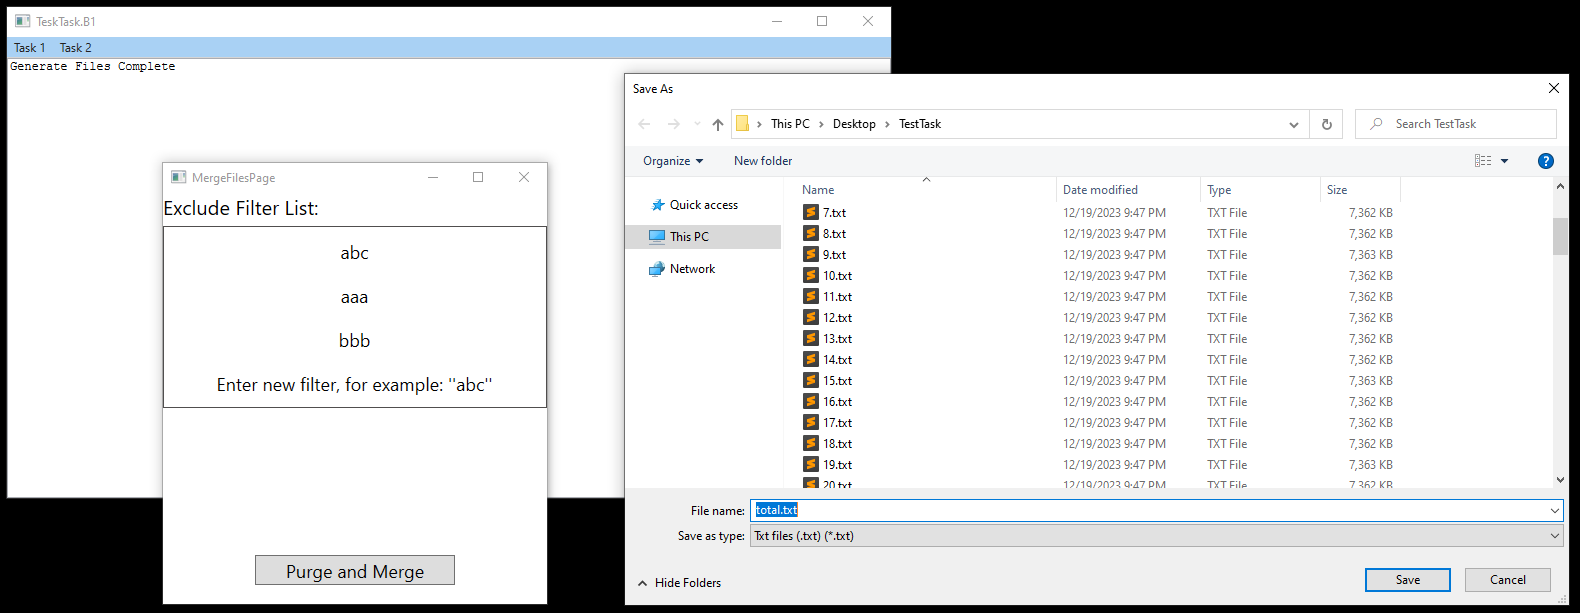 TeskTask.B1
Task 1 Task 2
Generate Files Complete
MergeFilesPage
Exclude Filter List:
abc
aaa
bbb
Enter new filter, for example: "abc"
Purge and Merge
Save As
This PC > Desktop > TestTask
Search TestTask
Organize New folder
Quick access
This PC
Network
Name Date modified Type Size
7.txt 12/19/2023 9:47 PM TXT File 7,362 KB
8.txt 12/19/2023 9:47 PM TXT File 7,362 KB
9.txt 12/19/2023 9:47 PM TXT File 7,363 KB
10.txt 12/19/2023 9:47 PM TXT File 7,362 KB
11.txt 12/19/2023 9:47 PM TXT File 7,362 KB
12.txt 12/19/2023 9:47 PM TXT File 7,362 KB
13.txt 12/19/2023 9:47 PM TXT File 7,362 KB
14.txt 12/19/2023 9:47 PM TXT File 7,362 KB
15.txt 12/19/2023 9:47 PM TXT File 7,363 KB
16.txt 12/19/2023 9:47 PM TXT File 7,362 KB
17.txt 12/19/2023 9:47 PM TXT File 7,362 KB
18.txt 12/19/2023 9:47 PM TXT File 7,362 KB
19.txt 12/19/2023 9:47 PM TXT File 7,363 KB
20.txt 12/19/2023 9:47 PM TXT File 7,362 KB
File name: total.txt
Save as type: Txt files (.txt) (*.txt)
Hide Folders
Save
Cancel